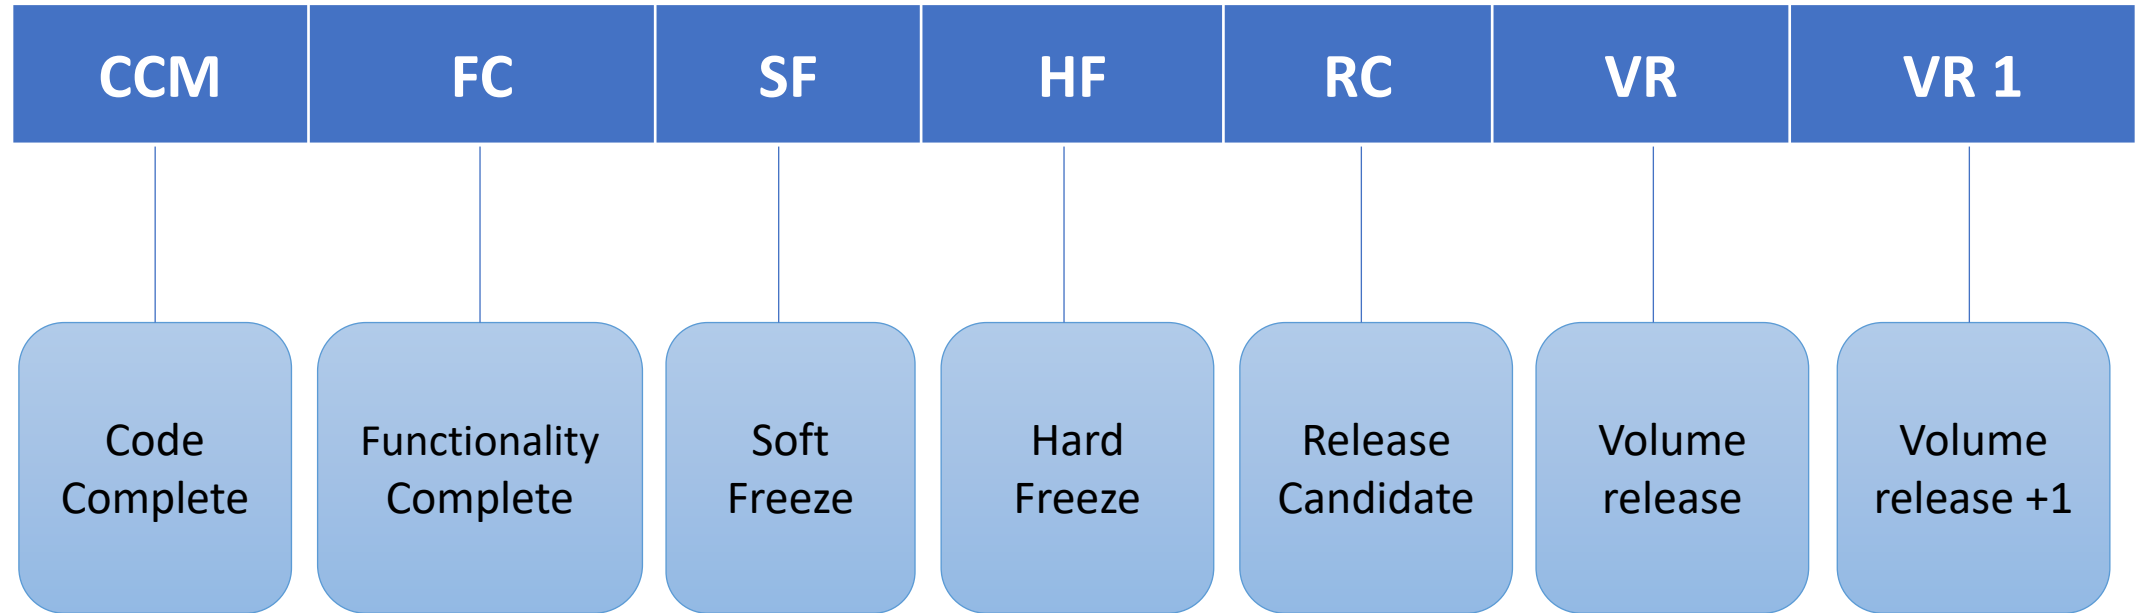 CCM
FC
SF
HF
RC
VR
VR 1
Code
Complete
Functionality
Complete
Soft
Freeze
Hard
Freeze
Release
Candidate
Volume
release
Volume
release +1